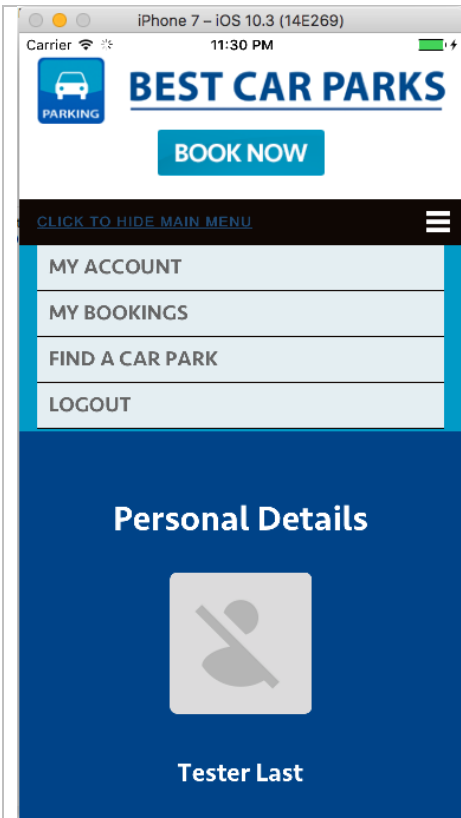 iPhone 7 – iOS 10.3 (14E269)
Carrier 11:30 PM
PARKING
BEST CAR PARKS
BOOK NOW
CLICK TO HIDE MAIN MENU
MY ACCOUNT
MY BOOKINGS
FIND A CAR PARK
LOGOUT
Personal Details
Tester Last